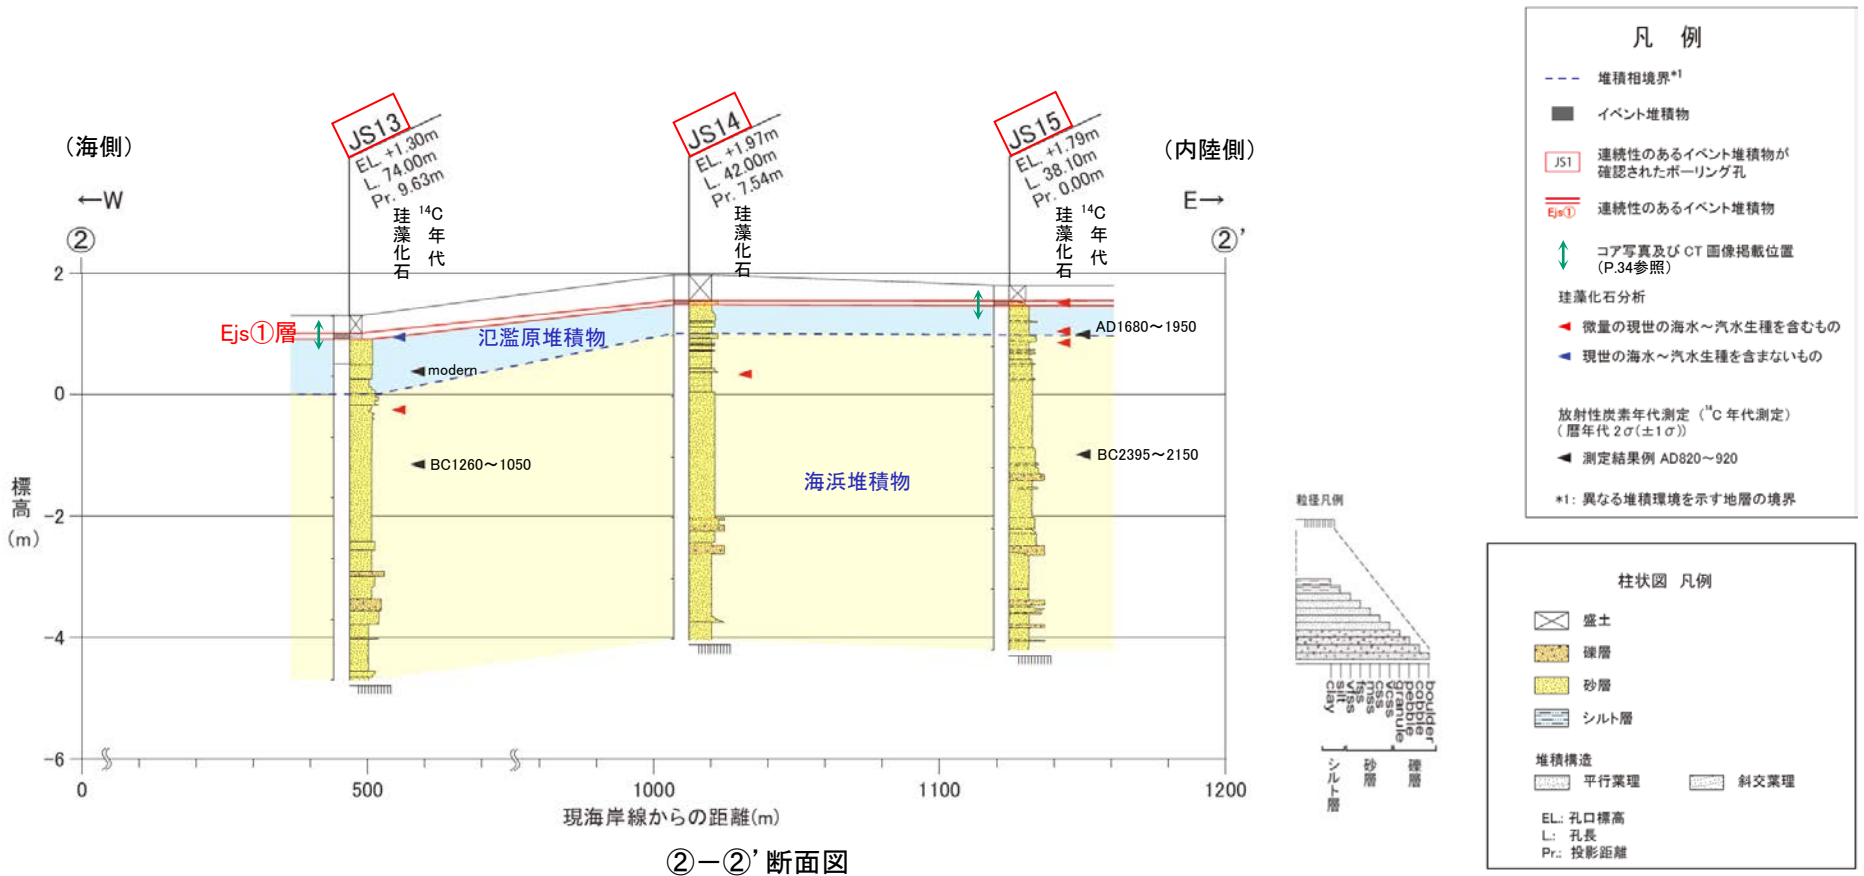 (海側)
←W
②
JS13
EL. +1.30m
L. 74.00m
Pr. 9.63m
珪藻化石
¹⁴C年代
JS14
EL. +1.97m
L. 42.00m
Pr. 7.54m
珪藻化石
JS15
EL. +1.79m
L. 38.10m
Pr. 0.00m
珪藻化石
¹⁴C年代
(内陸側)
E→
②'
2
0
−2
−4
−6
標高
(m)
Ejs①層
氾濫原堆積物
modern
BC1260～1050
海浜堆積物
AD1680～1950
BC2395～2150
0
500
1000
1100
1200
現海岸線からの距離(m)
②－②'断面図
凡 例
堆積相境界*1
イベント堆積物
JS1
連続性のあるイベント堆積物が
確認されたボーリング孔
Ejs①
連続性のあるイベント堆積物
コア写真及び CT 画像掲載位置
(P.34参照)
珪藻化石分析
微量の現世の海水～汽水生種を含むもの
現世の海水～汽水生種を含まないもの
放射性炭素年代測定 (¹⁴C 年代測定)
(暦年代 2σ(±1σ))
測定結果例 AD820～920
*1: 異なる堆積環境を示す地層の境界
粒径凡例
clay
silt
vfss
fss
mss
css
vcss
granule
pebble
cobble
boulder
シルト層
砂層
礫層
柱状図 凡例
盛土
礫層
砂層
シルト層
堆積構造
平行葉理
斜交葉理
EL.: 孔口標高
L.: 孔長
Pr.: 投影距離